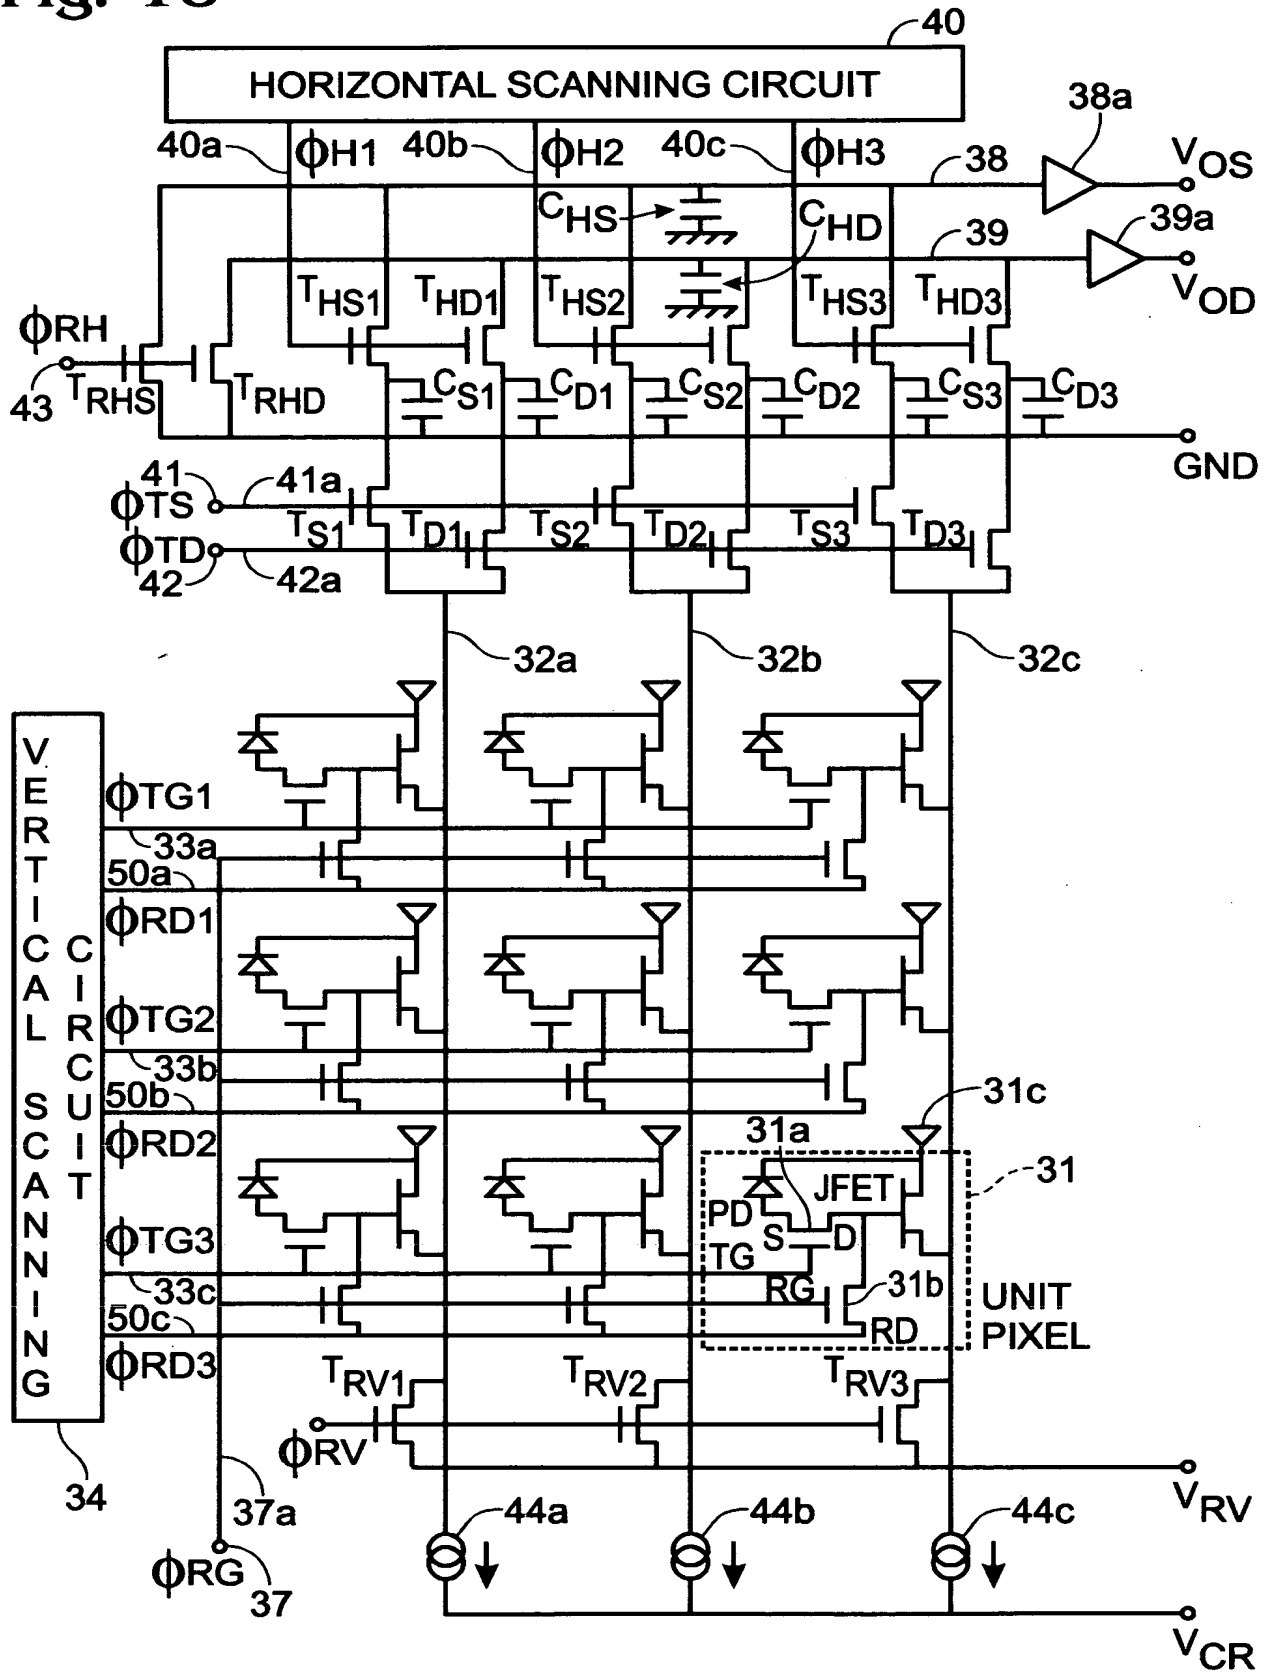 40
HORIZONTAL SCANNING CIRCUIT
38a
40a ϕH1 40b ϕH2 40c ϕH3 38 VOS
CHS CHD 39 39a
THS1 THD1 THS2 THS3 THD3 VOD
ϕRH
43 TRHS TRHD CS1 CD1 CS2 CD2 CS3 CD3
GND
41 41a
ϕTS
TS1 TD1 TS2 TD2 TS3 TD3
ϕTD
42 42a
32a 32b 32c
VERTICAL SCANNING
CIRCUIT
ϕTG1
33a
50a
ϕRD1
ϕTG2
33b
50b 31c
ϕRD2 31a
31
JFET
PD
ϕTG3 S D
TG
33c RG 31b UNIT
50c RD PIXEL
ϕRD3 TRV1 TRV2 TRV3
ϕRV
34 37a 44a 44b 44c VRV
ϕRG 37
VCR